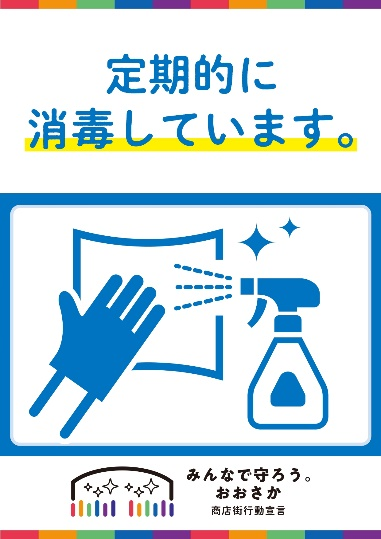 定期的に
消毒しています。
みんなで守ろう。
おおさか
商店街行動宣言